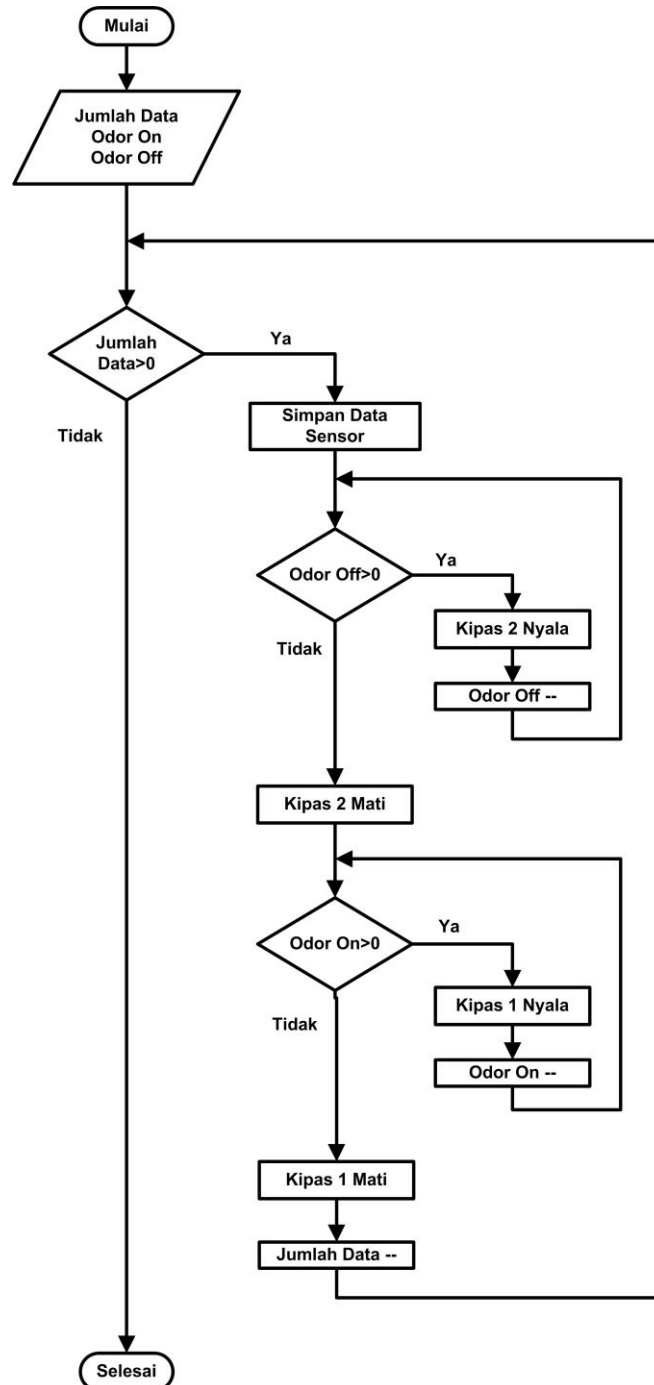 Mulai
Jumlah Data
Odor On
Odor Off
Jumlah
Data>0
Ya
Tidak
Simpan Data
Sensor
Odor Off>0
Ya
Tidak
Kipas 2 Nyala
Odor Off --
Kipas 2 Mati
Odor On>0
Ya
Tidak
Kipas 1 Nyala
Odor On --
Kipas 1 Mati
Jumlah Data --
Selesai